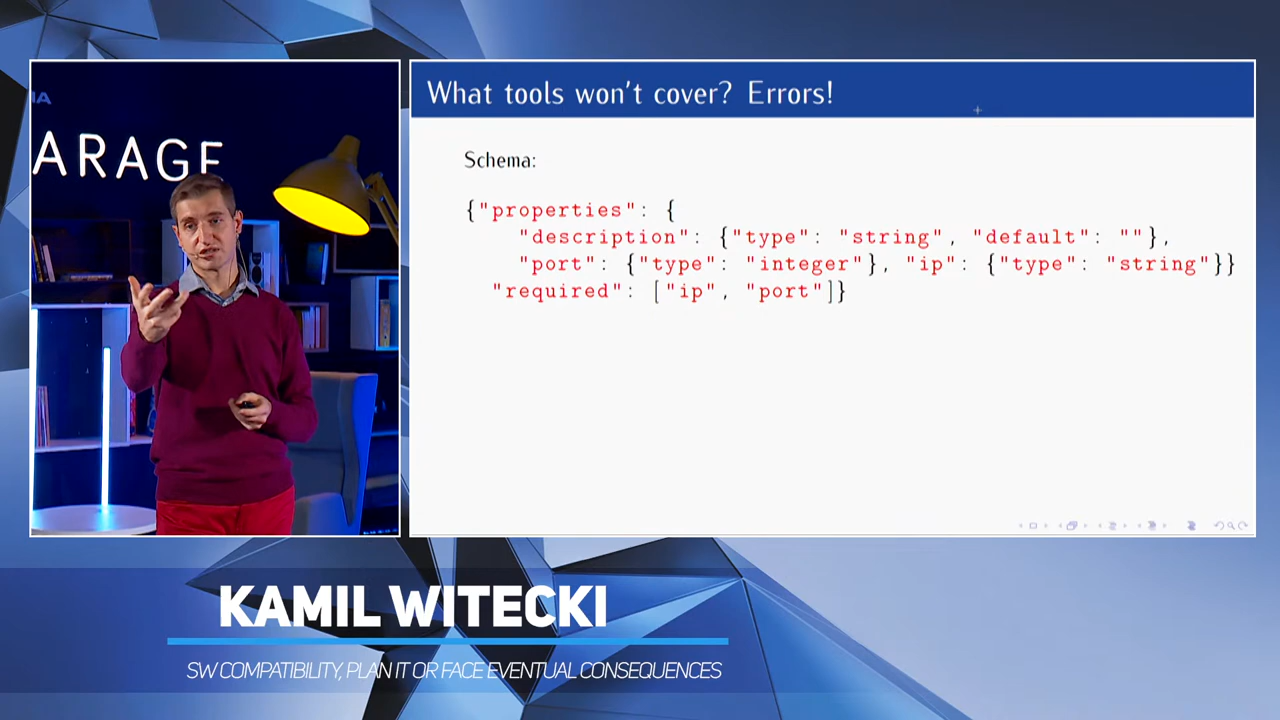 IA
ARAGE
What tools won't cover? Errors!
Schema:
{"properties": {
"description": {"type": "string", "default": ""},
"port": {"type": "integer"}, "ip": {"type": "string"}}
"required": ["ip", "port"]}
KAMIL WITECKI
SW COMPATIBILITY, PLAN IT OR FACE EVENTUAL CONSEQUENCES